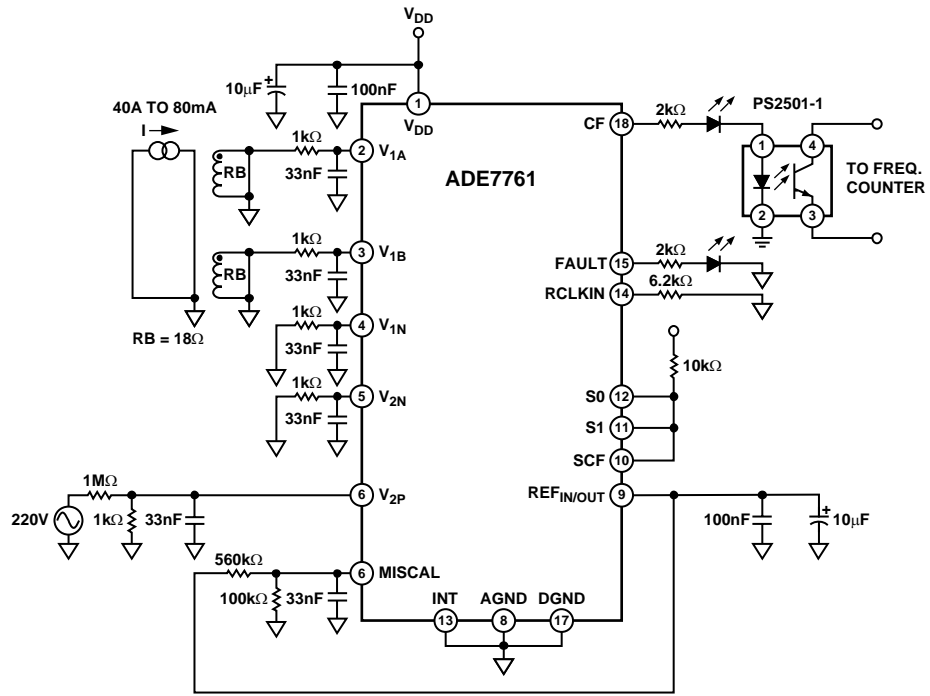 VDD
10μF
+
100nF
40A TO 80mA
I
1
VDD
1kΩ
2
V1A
RB
33nF
ADE7761
CF
18
2kΩ
PS2501-1
1
4
TO FREQ.
COUNTER
2
3
1kΩ
3
V1B
RB
33nF
FAULT
15
2kΩ
RCLKIN
14
6.2kΩ
1kΩ
4
V1N
33nF
RB = 18Ω
10kΩ
1kΩ
5
V2N
33nF
S0
12
S1
11
SCF
10
1MΩ
6
V2P
220V
1kΩ
33nF
REFIN/OUT
9
100nF
+
10μF
560kΩ
6
MISCAL
100kΩ
33nF
INT
AGND
DGND
13
8
17